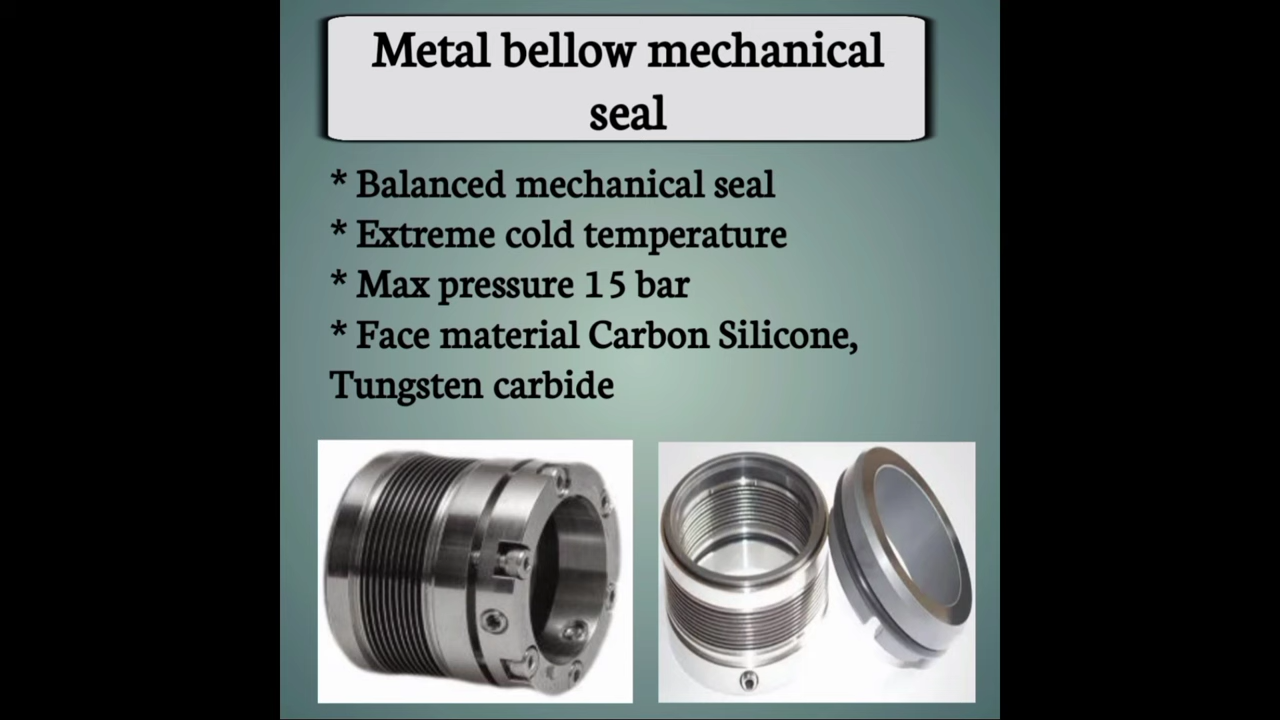 Metal bellow mechanical
seal
* Balanced mechanical seal
* Extreme cold temperature
* Max pressure 15 bar
* Face material Carbon Silicone,
Tungsten carbide